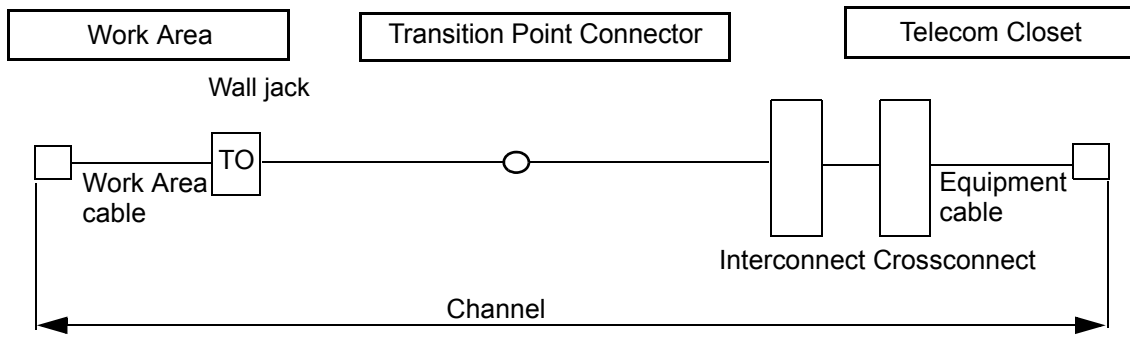 Work Area
Transition Point Connector
Telecom Closet
Wall jack
TO
Work Area
cable
Equipment
cable
Interconnect Crossconnect
Channel